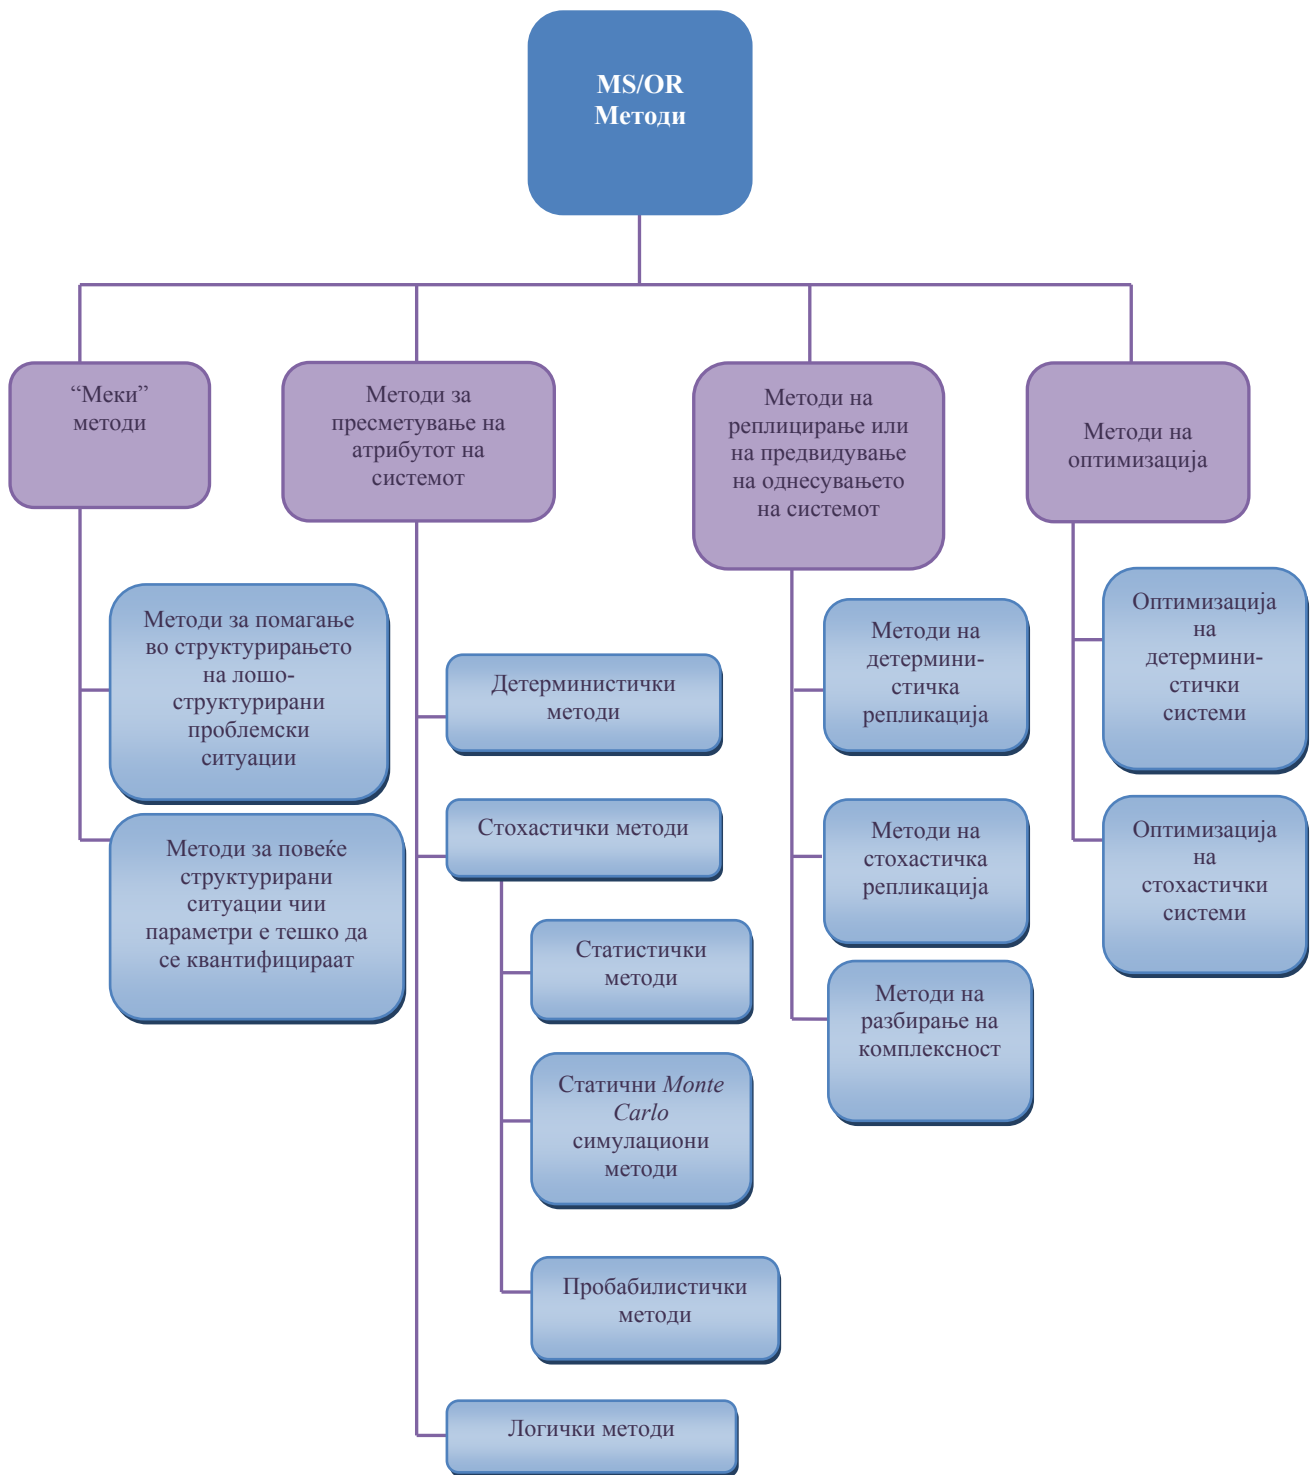 MS/OR
Методи
“Меки”
методи
Методи за
пресметување на
атрибутот на
системот
Методи на
реплицирање или
на предвидување
на однесувањето
на системот
Методи на
оптимизација
Методи за помагање
во структурирањето
на лошо-
структурирани
проблемски
ситуации
Методи за повеќе
структурирани
ситуации чии
параметри е тешко да
се квантифицираат
Детерминистички
методи
Стохастички методи
Статистички
методи
Статични Monte
Carlo
симулациони
методи
Пробабилистички
методи
Логички методи
Методи на
детермини-
стичка
репликација
Методи на
стохастичка
репликација
Методи на
разбирање на
комплексност
Оптимизација
на
детермини-
стички
системи
Оптимизација
на
стохастички
системи